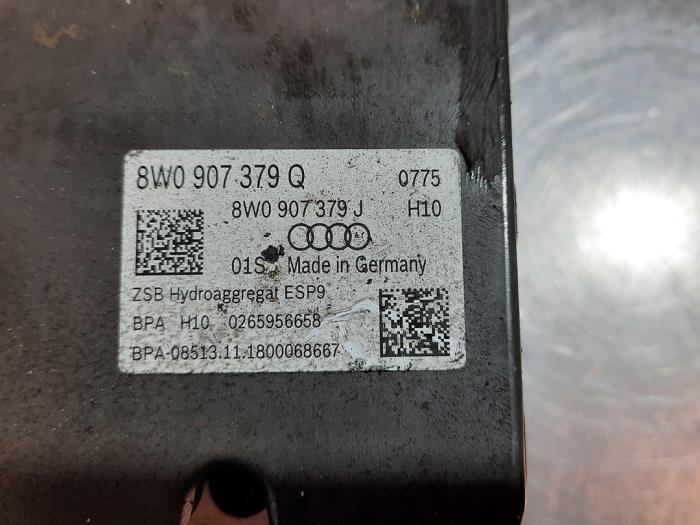 8W0 907 379 Q 0775
8W0 907 379 J H10
Made in Germany
ZSB Hydroaggregat ESP9
BPA H10 0265956658
BPA-08513.11.1800068667